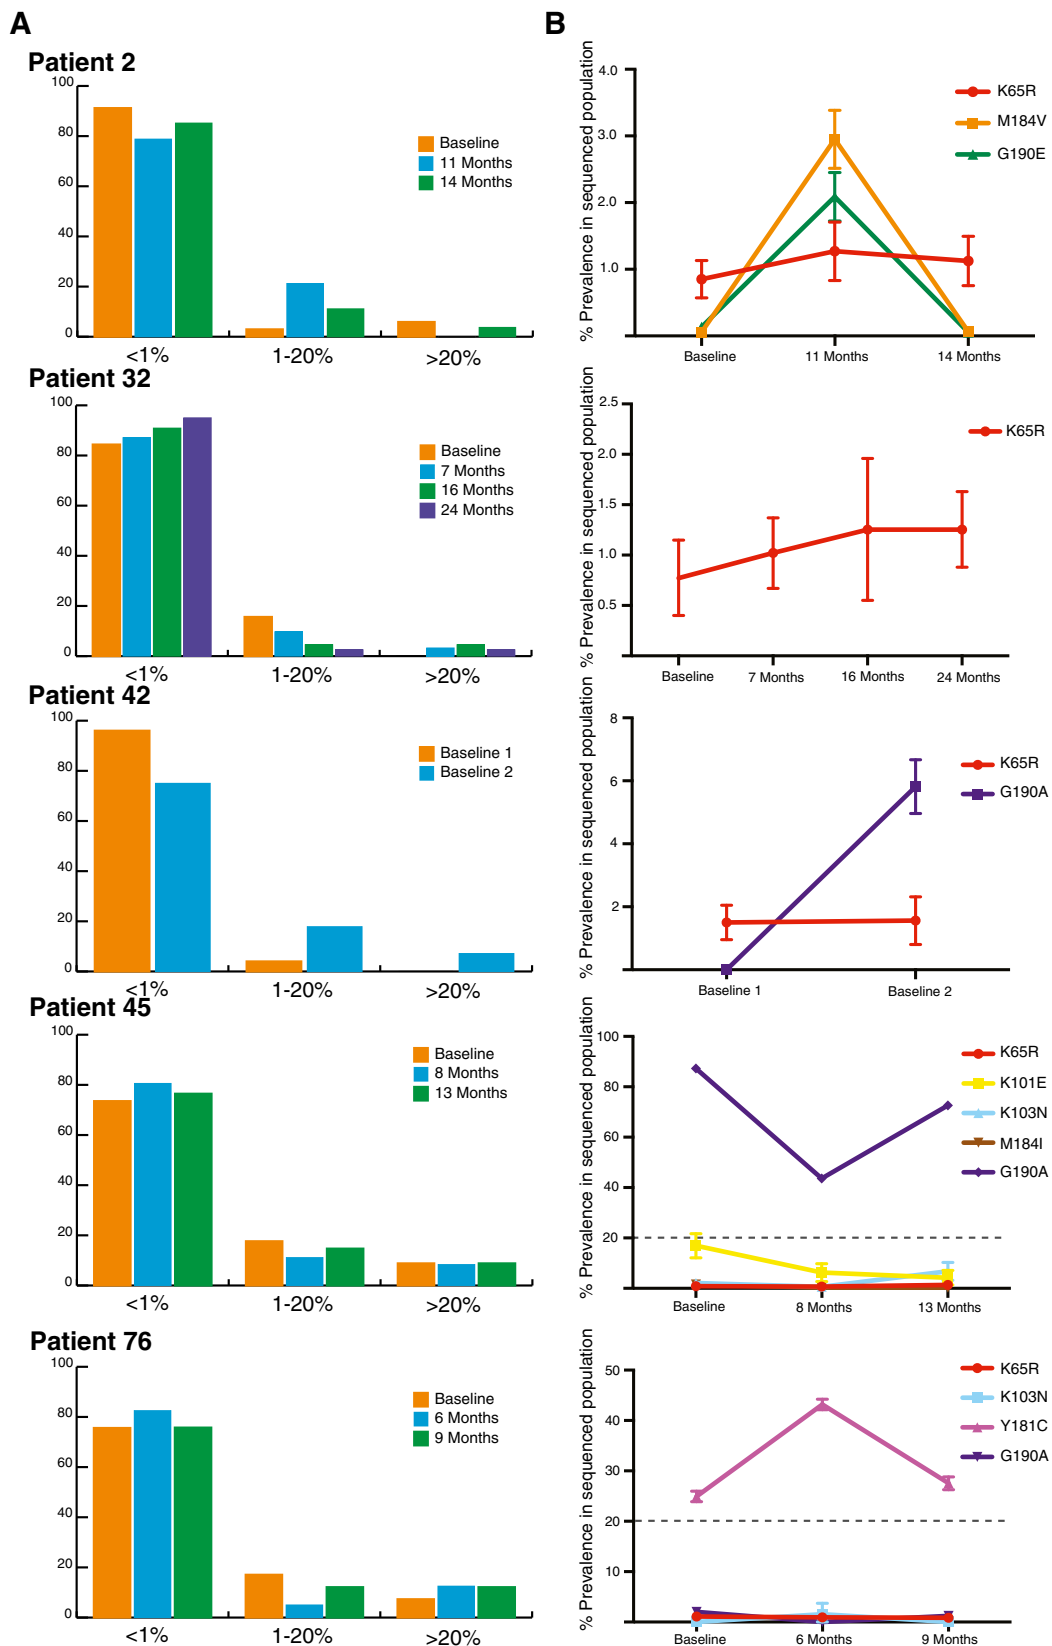 A
B
Patient 2
100
80
60
40
20
0
Baseline
11 Months
14 Months
<1%
1-20%
>20%
% Prevalence in sequenced population
4.0
3.0
2.0
1.0
K65R
M184V
G190E
Baseline
11 Months
14 Months
Patient 32
100
80
60
40
20
0
Baseline
7 Months
16 Months
24 Months
<1%
1-20%
>20%
% Prevalence in sequenced population
2.5
2.0
1.5
1.0
0.5
K65R
Baseline
7 Months
16 Months
24 Months
Patient 42
100
80
60
40
20
0
Baseline 1
Baseline 2
<1%
1-20%
>20%
% Prevalence in sequenced population
8
6
4
2
K65R
G190A
Baseline 1
Baseline 2
Patient 45
100
80
60
40
20
0
Baseline
8 Months
13 Months
<1%
1-20%
>20%
% Prevalence in sequenced population
100
80
60
40
20
K65R
K101E
K103N
M184I
G190A
Baseline
8 Months
13 Months
Patient 76
100
80
60
40
20
0
Baseline
6 Months
9 Months
<1%
1-20%
>20%
% Prevalence in sequenced population
50
40
30
20
10
K65R
K103N
Y181C
G190A
Baseline
6 Months
9 Months